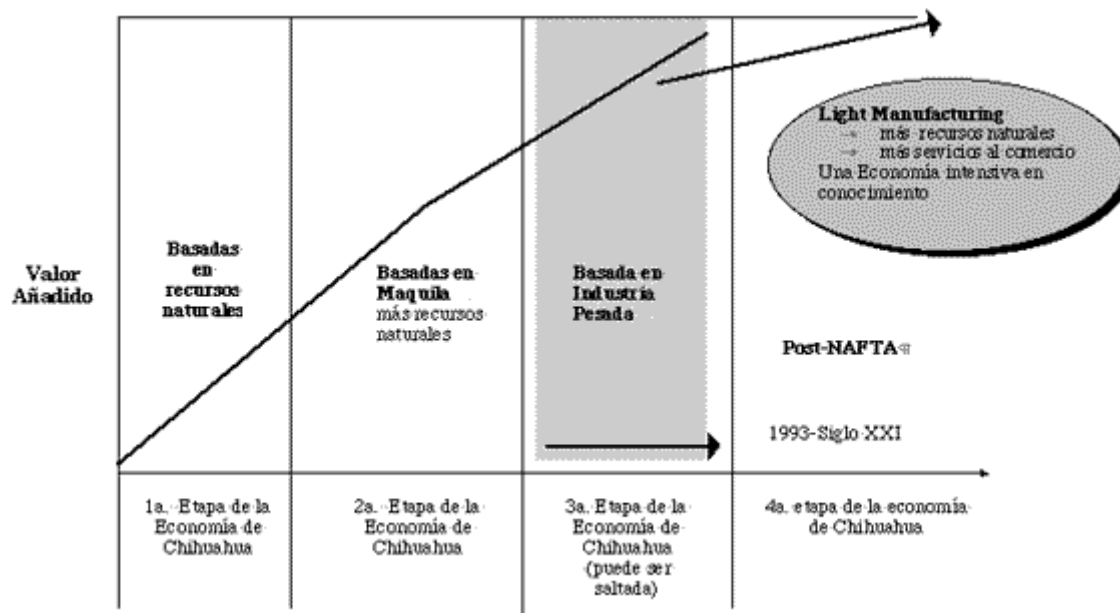 Light Manufacturing
→ más recursos naturales
→ más servicios al comercio
Una Economía intensiva en
conocimiento
Valor
Añadido
Basadas
en
recursos
naturales
Basadas en
Maquila
más recursos
naturales
Basada en
Industria
Pesada
Post-NAFTA
1993-Siglo XXI
1a. Etapa de la
Economía de
Chihuahua
2a. Etapa de la
Economía de
Chihuahua
3a. Etapa de la
Economía de
Chihuahua
(puede ser
saltada)
4a. etapa de la economía
de Chihuahua